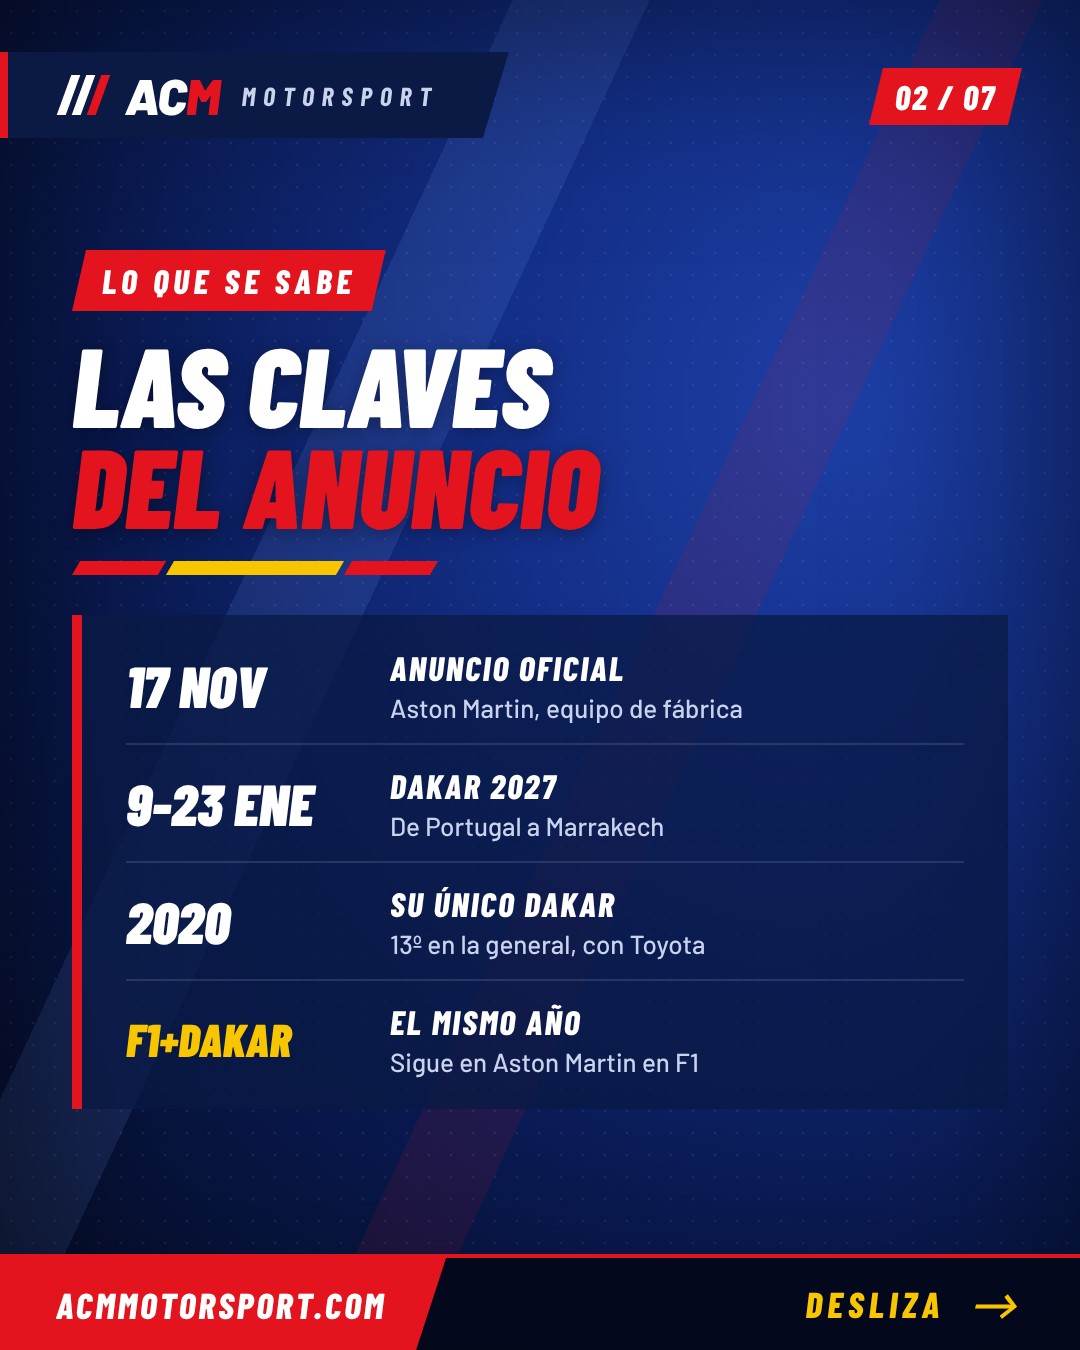 ACM MOTORSPORT
02 / 07
LO QUE SE SABE
LAS CLAVES
DEL ANUNCIO
17 NOV
ANUNCIO OFICIAL
Aston Martin, equipo de fábrica
9-23 ENE
DAKAR 2027
De Portugal a Marrakech
2020
SU ÚNICO DAKAR
13º en la general, con Toyota
F1+DAKAR
EL MISMO AÑO
Sigue en Aston Martin en F1
ACMMOTORSPORT.COM
DESLIZA →